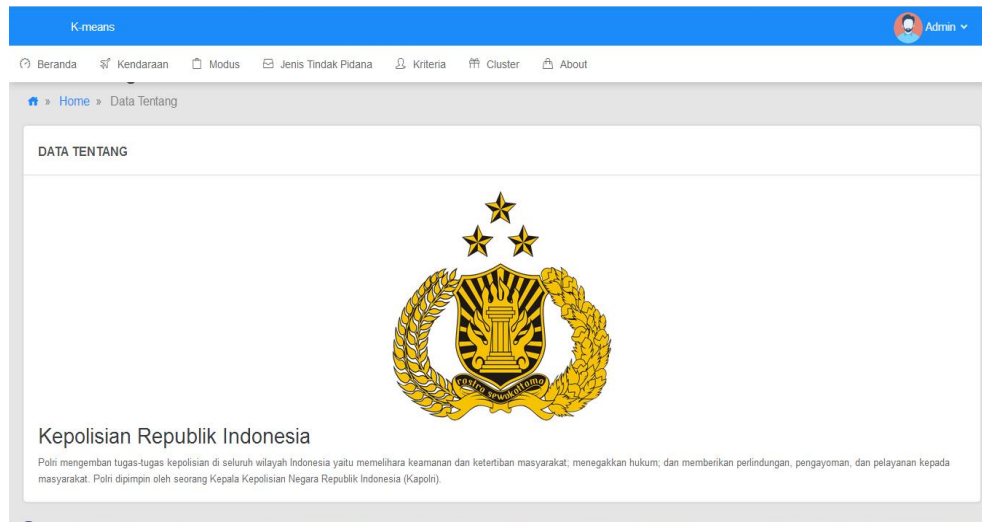 K-means
Admin
Beranda Kendaraan Modus Jenis Tindak Pidana Kriteria Cluster About
» Home » Data Tentang
DATA TENTANG
rastra sewakottama
Kepolisian Republik Indonesia
Polri mengemban tugas-tugas kepolisian di seluruh wilayah Indonesia yaitu memelihara keamanan dan ketertiban masyarakat; menegakkan hukum; dan memberikan perlindungan, pengayoman, dan pelayanan kepada
masyarakat. Polri dipimpin oleh seorang Kepala Kepolisian Negara Republik Indonesia (Kapolri).